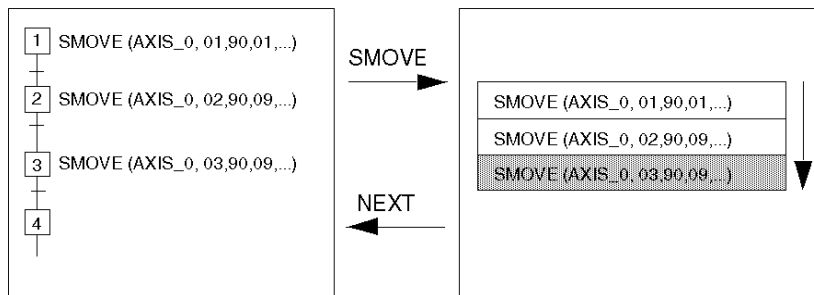 1 SMOVE (AXIS_0, 01,90,01,...)
2 SMOVE (AXIS_0, 02,90,09,...)
3 SMOVE (AXIS_0, 03,90,09,...)
4
SMOVE
NEXT
SMOVE (AXIS_0, 01,90,01,...)
SMOVE (AXIS_0, 02,90,09,...)
SMOVE (AXIS_0, 03,90,09,...)